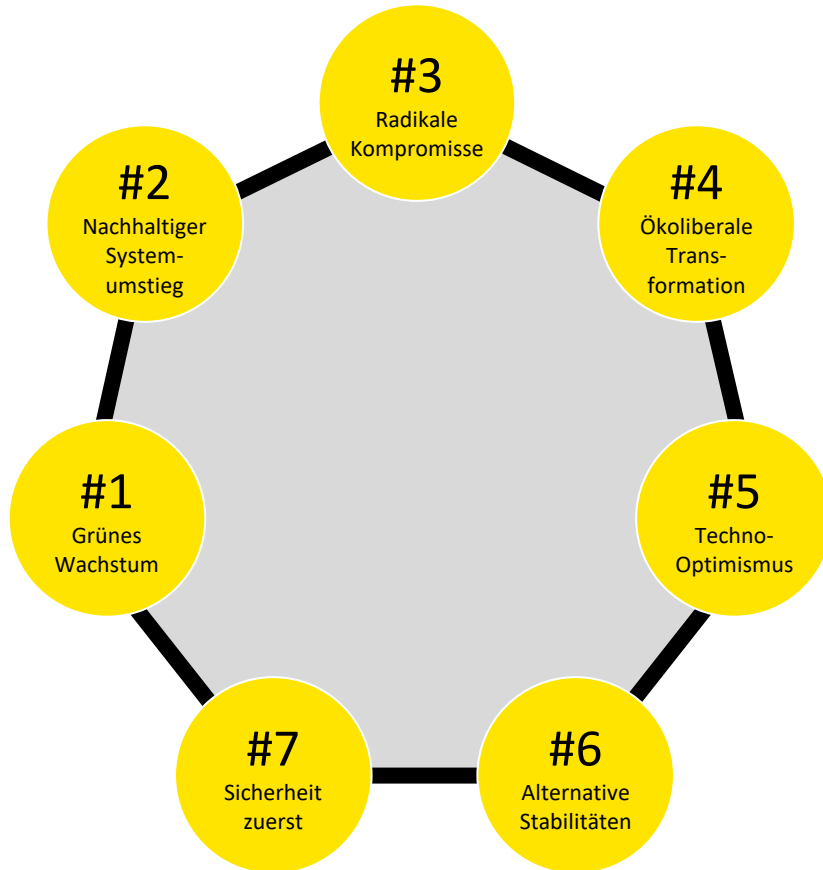 #3
Radikale
Kompromisse
#2
Nachhaltiger
System-
umstieg
#4
Ökoliberale
Trans-
formation
#1
Grünes
Wachstum
#5
Techno-
Optimismus
#7
Sicherheit
zuerst
#6
Alternative
Stabilitäten